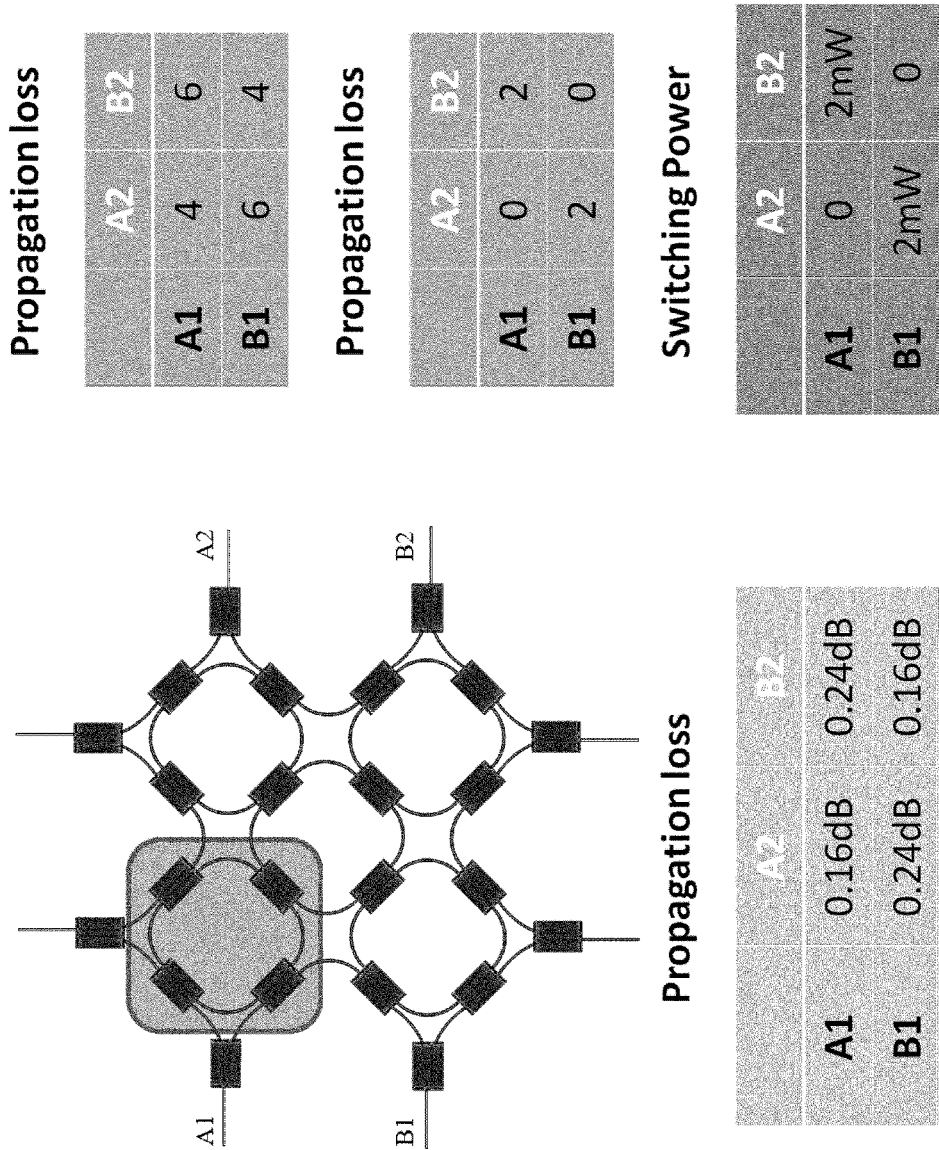 A1
A2
B1
B2
Propagation loss
A2 B2
A1 4 6
B1 6 4
Propagation loss
A2 B2
A1 0 2
B1 2 0
Propagation loss
A2 B2
A1 0.16dB 0.24dB
B1 0.24dB 0.16dB
Switching Power
A2 B2
A1 0 2mW
B1 2mW 0